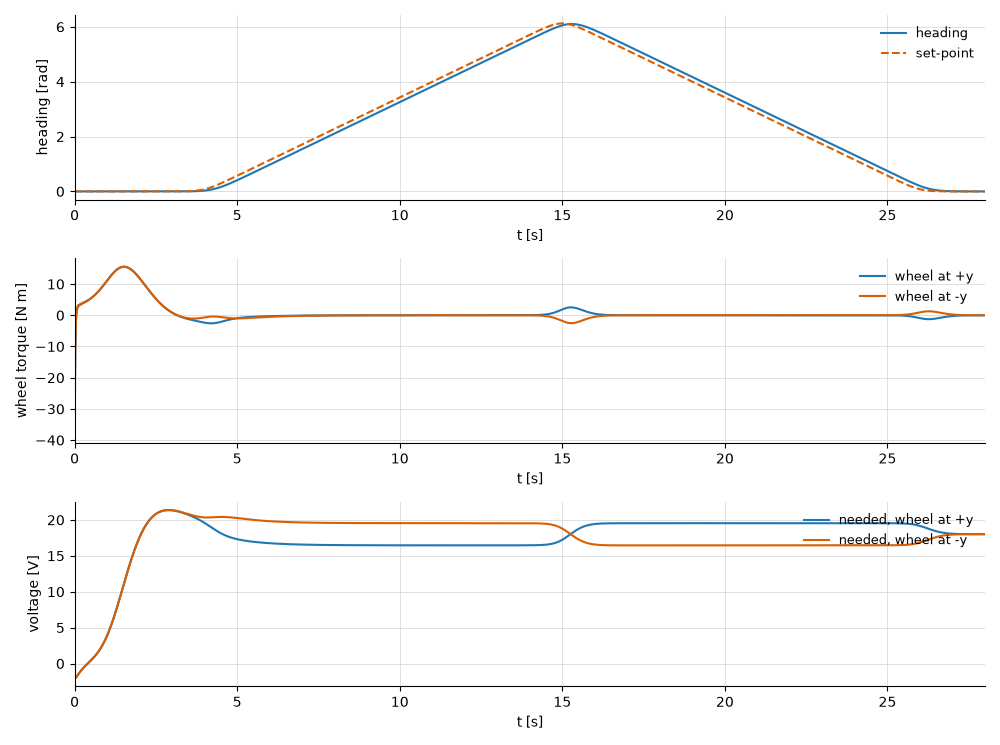 heading [rad]
6
4
2
0
heading
set-point
0 5 10 15 20 25
t [s]
wheel torque [N m]
10
0
−10
−20
−30
−40
wheel at +y
wheel at -y
0 5 10 15 20 25
t [s]
voltage [V]
20
15
10
5
0
needed, wheel at +y
needed, wheel at -y
0 5 10 15 20 25
t [s]